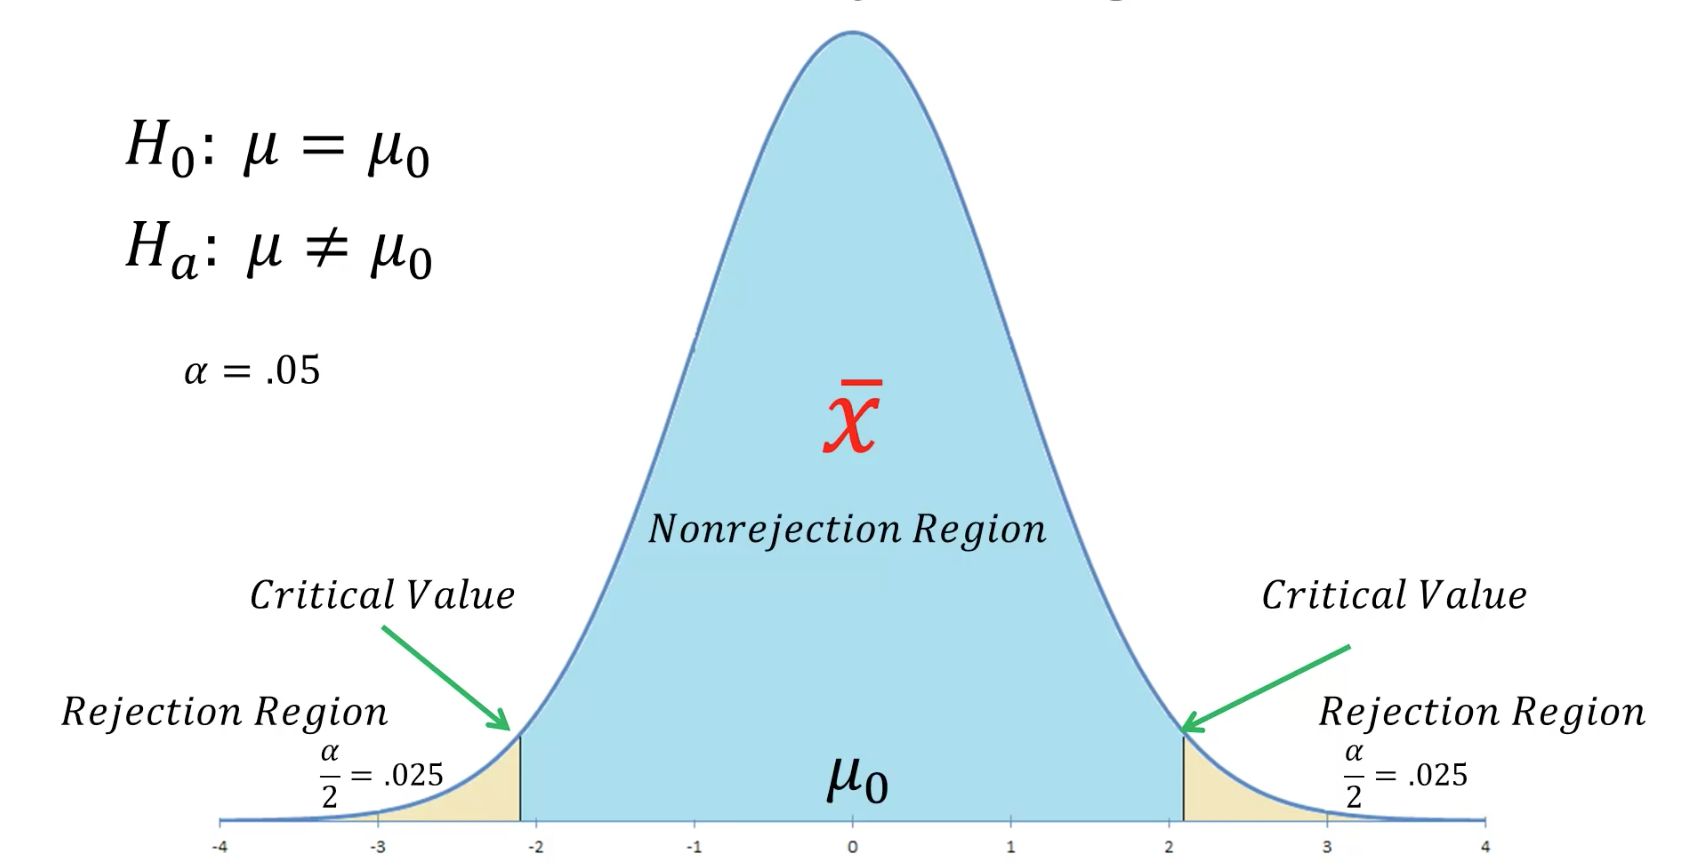 H₀: μ = μ₀
Hₐ: μ ≠ μ₀
α = .05
x̄
Nonrejection Region
Critical Value
Critical Value
Rejection Region
Rejection Region
α/2 = .025
α/2 = .025
μ₀
-4 -3 -2 -1 0 1 2 3 4